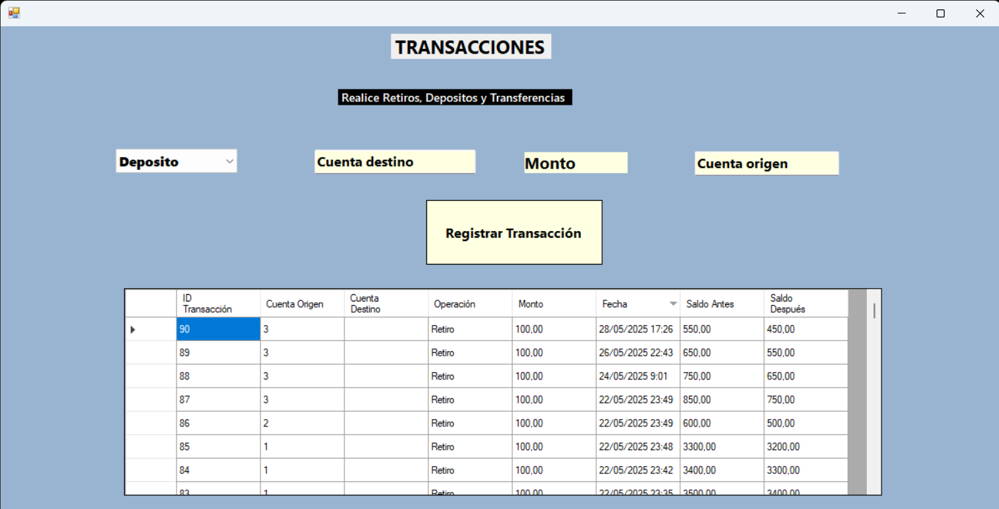 TRANSACCIONES
Realice Retiros, Depositos y Transferencias
Deposito Cuenta destino Monto Cuenta origen
Registrar Transacción
ID Transacción Cuenta Origen Cuenta Destino Operación Monto Fecha Saldo Antes Saldo Después
90 3 Retiro 100,00 28/05/2025 17:26 550,00 450,00
89 3 Retiro 100,00 26/05/2025 22:43 650,00 550,00
88 3 Retiro 100,00 24/05/2025 9:01 750,00 650,00
87 3 Retiro 100,00 22/05/2025 23:49 850,00 750,00
86 2 Retiro 100,00 22/05/2025 23:49 600,00 500,00
85 1 Retiro 100,00 22/05/2025 23:48 3300,00 3200,00
84 1 Retiro 100,00 22/05/2025 23:42 3400,00 3300,00
83 1 Retiro 100,00 22/05/2025 23:35 3500,00 3400,00